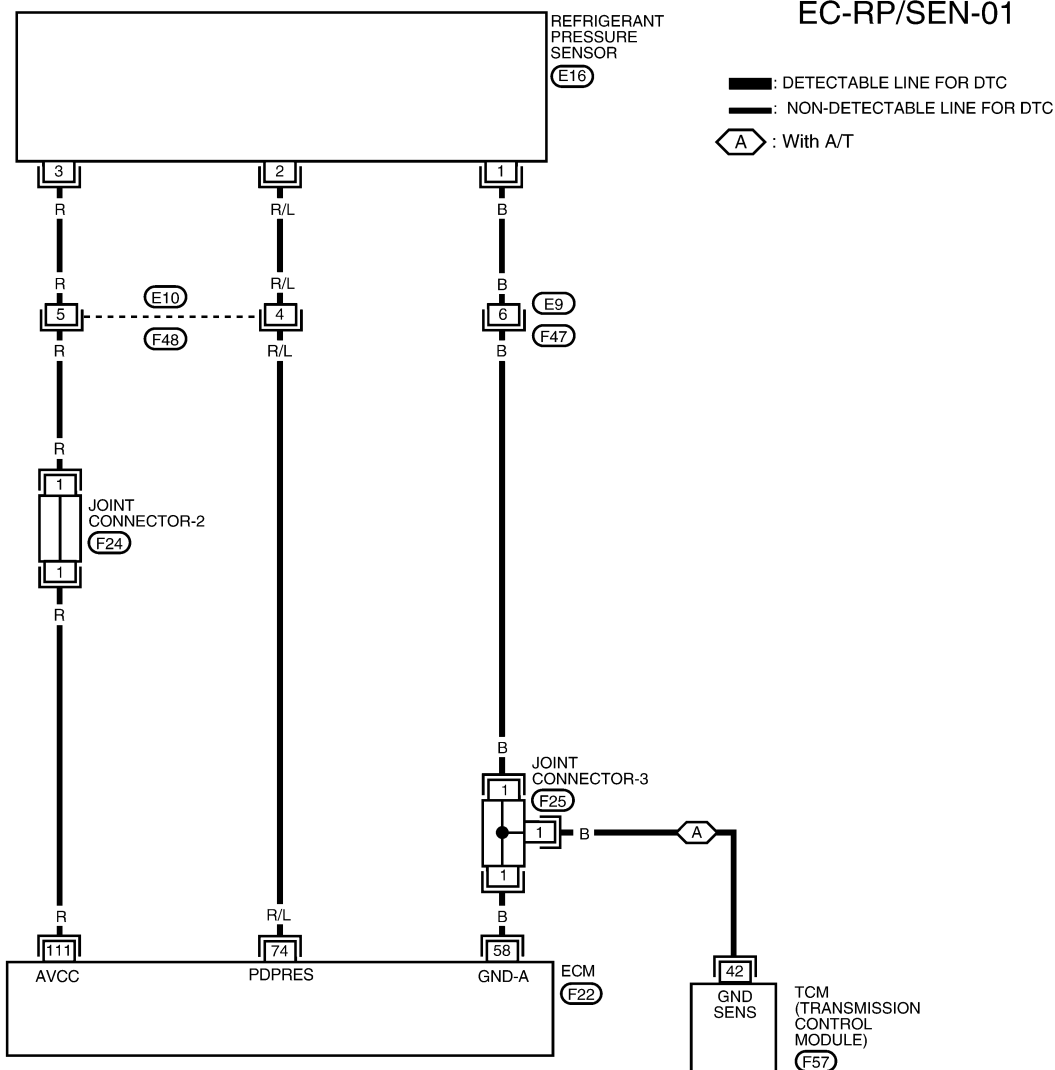 EC-RP/SEN-01
REFRIGERANT
PRESSURE
SENSOR
E16
: DETECTABLE LINE FOR DTC
: NON-DETECTABLE LINE FOR DTC
A : With A/T
3 2 1
R R/L B
R R/L B
5 E10 4 6 E9
F48 F47
R R/L B
R
1
JOINT
CONNECTOR-2
F24
1
R
B
JOINT
CONNECTOR-3
1
F25
1 B A
1
R R/L B
111 74 58
AVCC PDPRES GND-A
ECM
F22
42
GND
SENS
TCM
(TRANSMISSION
CONTROL
MODULE)
F57